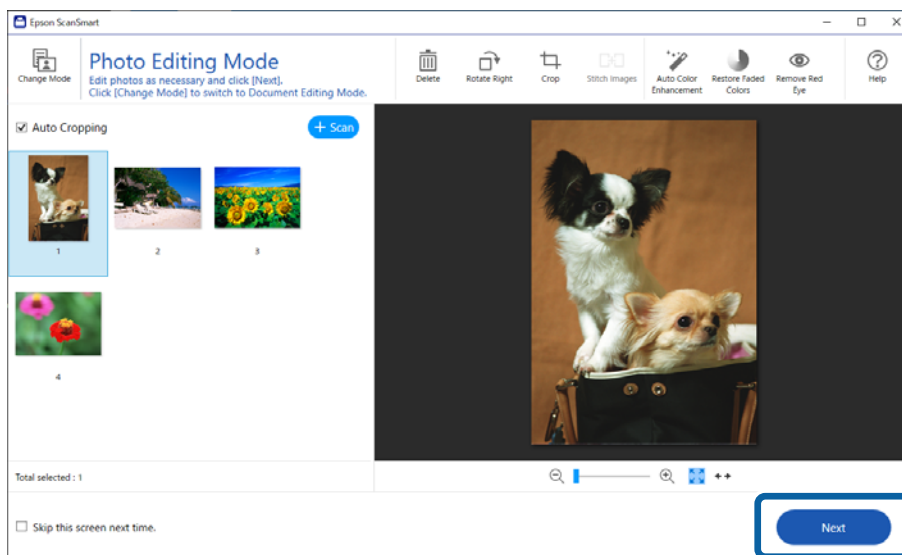 Epson ScanSmart
Change Mode
Photo Editing Mode
Edit photos as necessary and click [Next].
Click [Change Mode] to switch to Document Editing Mode.
Delete
Rotate Right
Crop
Stitch Images
Auto Color
Enhancement
Restore Faded
Colors
Remove Red
Eye
Help
Auto Cropping
+ Scan
1
2
3
4
Total selected : 1
Skip this screen next time.
Next